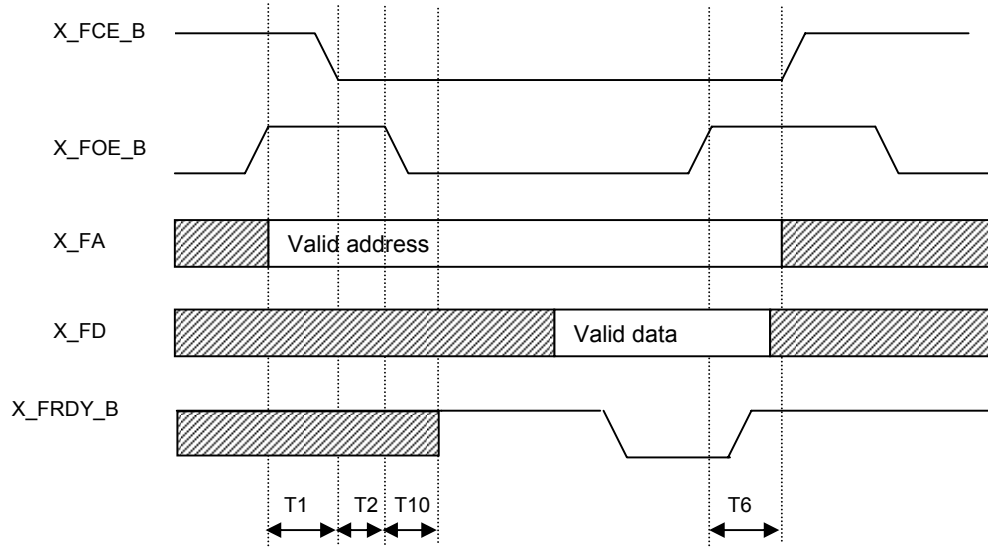 X_FCE_B
X_FOE_B
X_FA
Valid address
X_FD
Valid data
X_FRDY_B
T1
T2
T10
T6